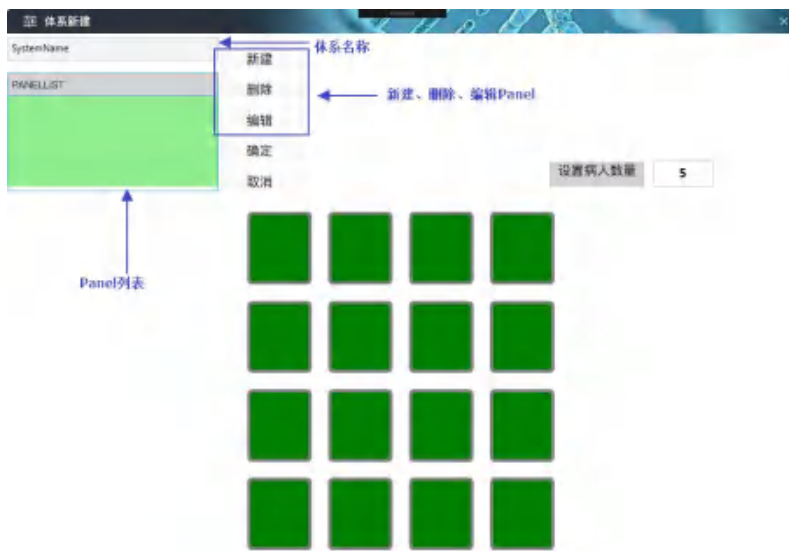 体系新建
SystemName
体系名称
新建
PANELLIST
删除
新建、删除、编辑Panel
编辑
确定
设置病人数量 5
取消
Panel列表